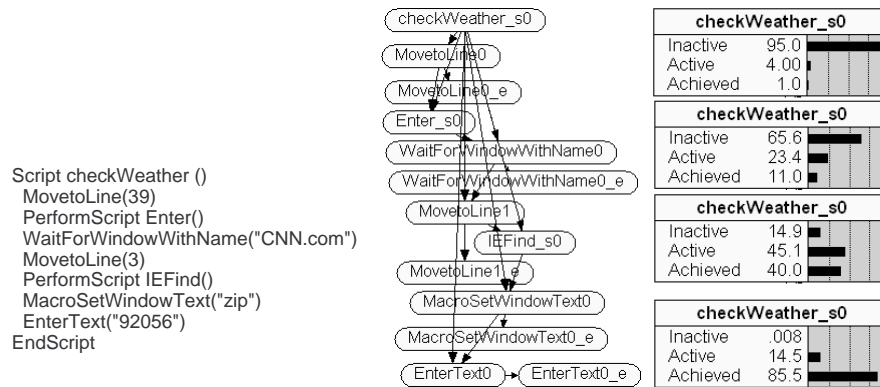 Script checkWeather ()
MovetoLine(39)
PerformScript Enter()
WaitForWindowWithName("CNN.com")
MovetoLine(3)
PerformScript IEFind()
MacroSetWindowText("zip")
EnterText("92056")
EndScript
checkWeather_s0
MovetoLine0
MovetoLine0_e
Enter_s0
WaitForWindowWithName0
WaitForWindowWithName0_e
MovetoLine1
IEFind_s0
MovetoLine1_e
MacroSetWindowText0
MacroSetWindowText0_e
EnterText0 EnterText0_e
checkWeather_s0
Inactive 95.0
Active 4.00
Achieved 1.0
checkWeather_s0
Inactive 65.6
Active 23.4
Achieved 11.0
checkWeather_s0
Inactive 14.9
Active 45.1
Achieved 40.0
checkWeather_s0
Inactive .008
Active 14.5
Achieved 85.5